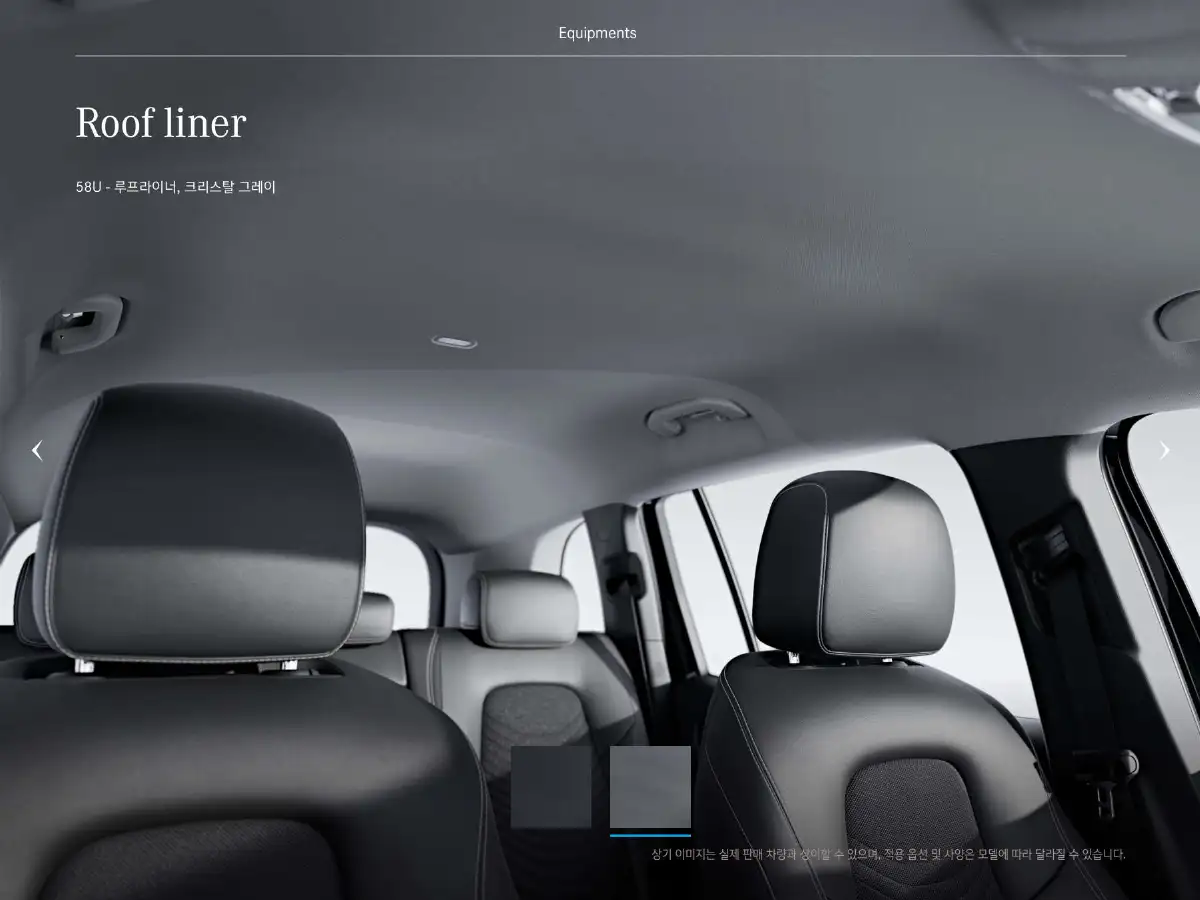 Equipments
Roof liner
58U - 루프라이너, 크리스탈 그레이
상기 이미지는 실제 판매 차량과 상이할 수 있으며, 적용 옵션 및 사양은 모델에 따라 달라질 수 있습니다.